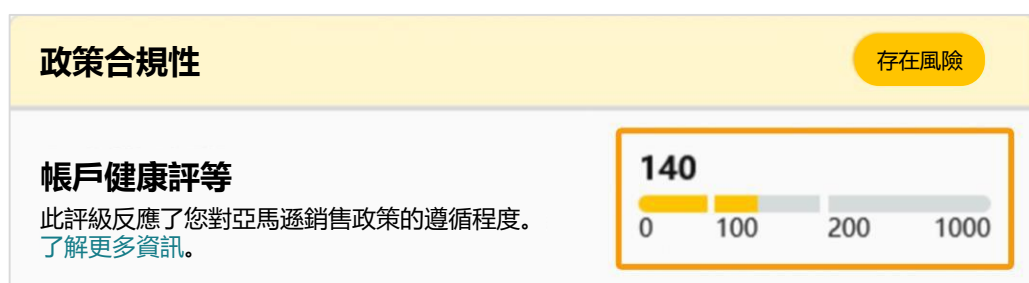 政策合規性
存在風險
帳戶健康評等
此評級反應了您對亞馬遜銷售政策的遵循程度。
了解更多資訊。
140
0 100 200 1000